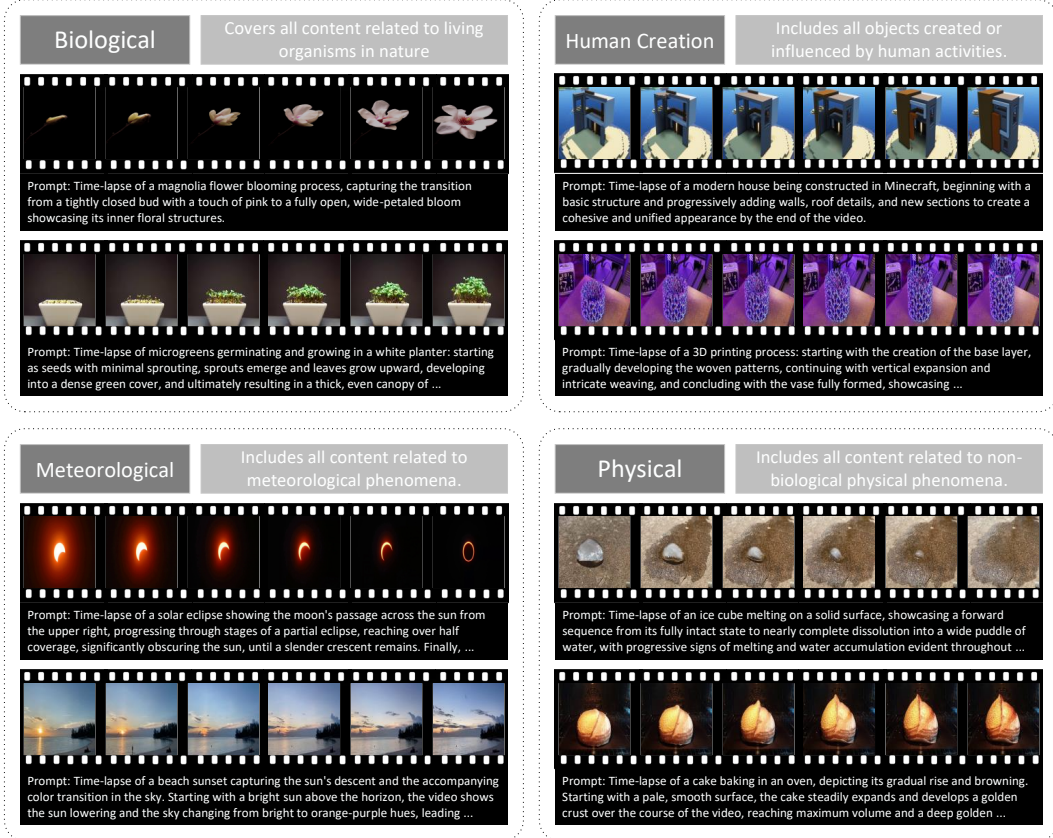 Biological
Covers all content related to living
organisms in nature
Prompt: Time-lapse of a magnolia flower blooming process, capturing the transition
from a tightly closed bud with a touch of pink to a fully open, wide-petaled bloom
showcasing its inner floral structures.
Prompt: Time-lapse of microgreens germinating and growing in a white planter: starting
as seeds with minimal sprouting, sprouts emerge and leaves grow upward, developing
into a dense green cover, and ultimately resulting in a thick, even canopy of ...
Human Creation
Includes all objects created or
influenced by human activities.
Prompt: Time-lapse of a modern house being constructed in Minecraft, beginning with a
basic structure and progressively adding walls, roof details, and new sections to create a
cohesive and unified appearance by the end of the video.
Prompt: Time-lapse of a 3D printing process: starting with the creation of the base layer,
gradually developing the woven patterns, continuing with vertical expansion and
intricate weaving, and concluding with the vase fully formed, showcasing ...
Meteorological
Includes all content related to
meteorological phenomena.
Prompt: Time-lapse of a solar eclipse showing the moon's passage across the sun from
the upper right, progressing through stages of a partial eclipse, reaching over half
coverage, significantly obscuring the sun, until a slender crescent remains. Finally, ...
Prompt: Time-lapse of a beach sunset capturing the sun's descent and the accompanying
color transition in the sky. Starting with a bright sun above the horizon, the video shows
the sun lowering and the sky changing from bright to orange-purple hues, leading ...
Physical
Includes all content related to non-
biological physical phenomena.
Prompt: Time-lapse of an ice cube melting on a solid surface, showcasing a forward
sequence from its fully intact state to nearly complete dissolution into a wide puddle of
water, with progressive signs of melting and water accumulation evident throughout ...
Prompt: Time-lapse of a cake baking in an oven, depicting its gradual rise and browning.
Starting with a pale, smooth surface, the cake steadily expands and develops a golden
crust over the course of the video, reaching maximum volume and a deep golden ...